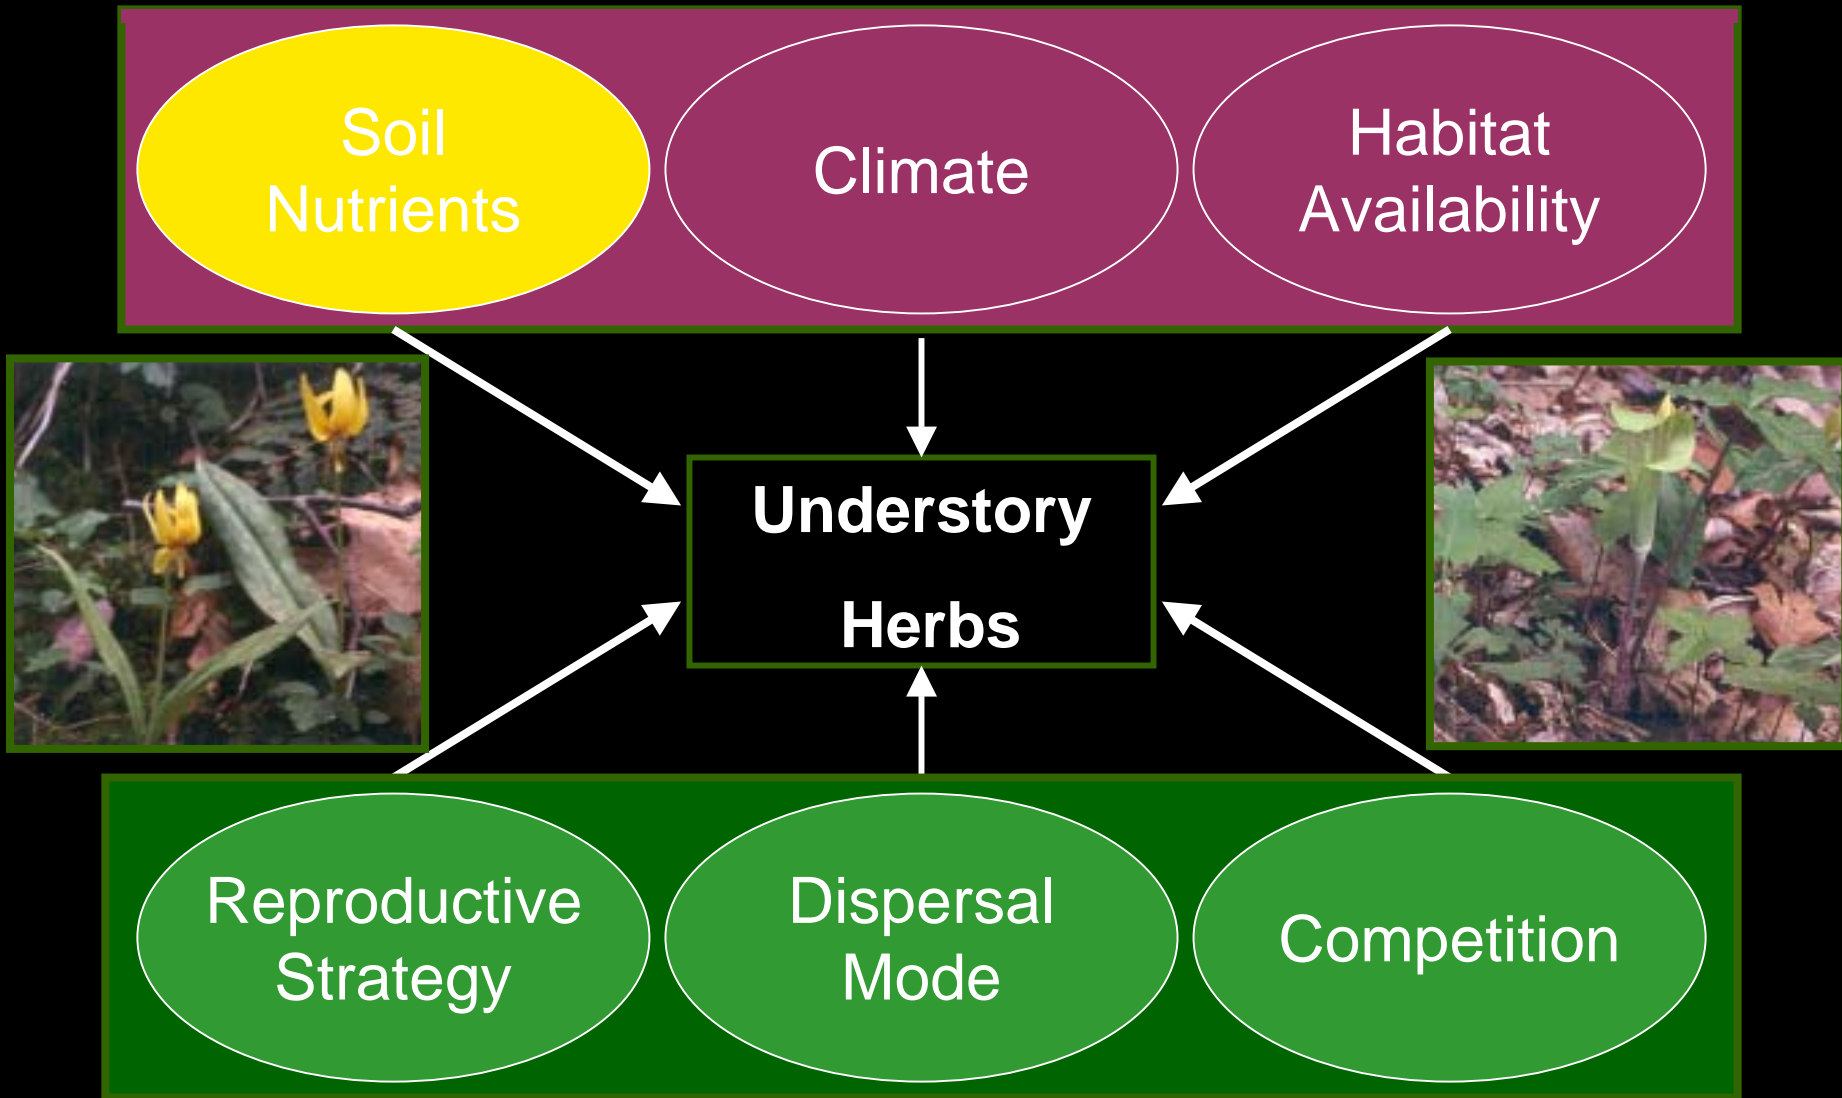 Soil
Nutrients
Climate
Habitat
Availability
Understory
Herbs
Reproductive
Strategy
Dispersal
Mode
Competition